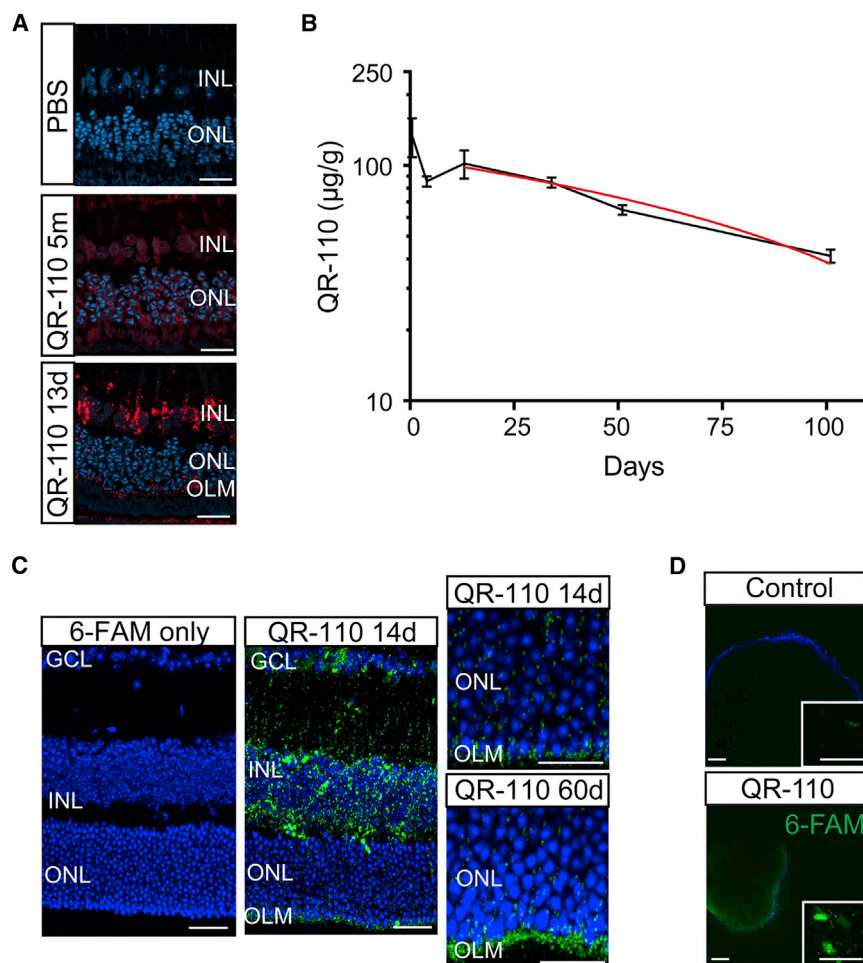 A
PBS
INL
ONL
QR-110 5m
INL
ONL
QR-110 13d
INL
ONL
OLM
B
QR-110 (µg/g)
250
100
10
0 25 50 75 100
Days
C
6-FAM only
GCL
INL
ONL
QR-110 14d
GCL
INL
ONL
OLM
QR-110 14d
ONL
OLM
QR-110 60d
ONL
OLM
D
Control
QR-110
6-FAM